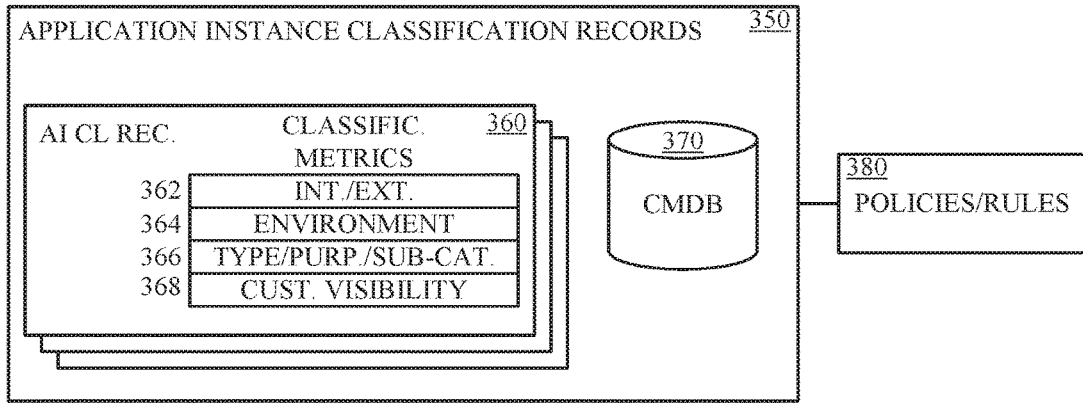 APPLICATION INSTANCE CLASSIFICATION RECORDS 350
AI CL REC.
CLASSIFIC. 360
METRICS
362 INT./EXT.
364 ENVIRONMENT
366 TYPE/PURP./SUB-CAT.
368 CUST. VISIBILITY
370
CMDB
380
POLICIES/RULES